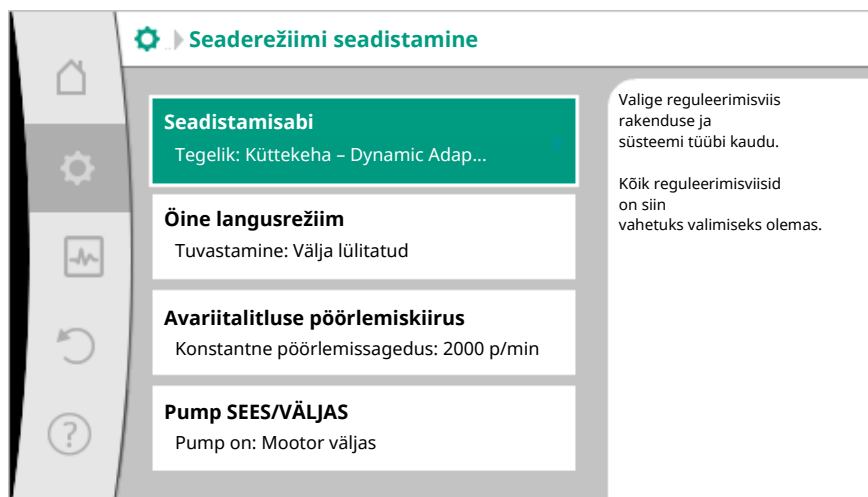 Seaderežiimi seadistamine
Seadistamisabi
Tegelik: Küttekeha – Dynamic Adap...
Öine langusrežiim
Tuvastamine: Välja lülitatud
Avariitalitluse pöörlemiskiirus
Konstantne pöörlemissagedus: 2000 p/min
Pump SEES/VÄLJAS
Pump on: Mootor väljas
Valige reguleerimisviis
rakenduse ja
süsteemi tüübi kaudu.
Kõik reguleerimisviisid
on siin
vahetuks valimiseks olemas.